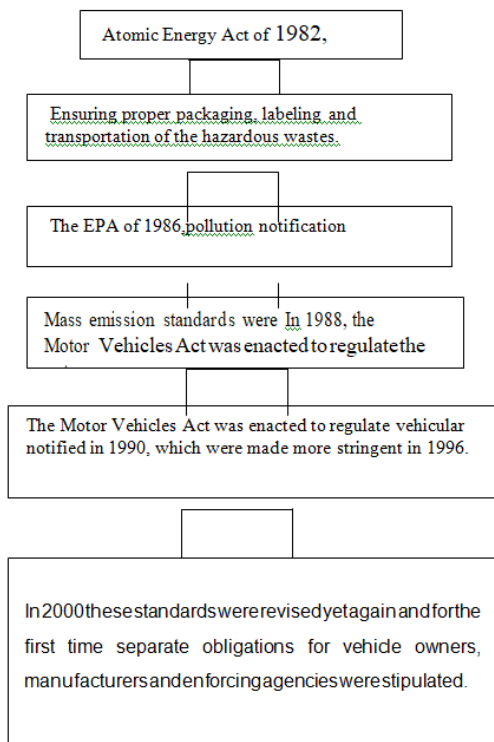 Atomic Energy Act of 1982,
Ensuring proper packaging, labeling and
transportation of the hazardous wastes.
The EPA of 1986,pollution notification
Mass emission standards were In 1988, the
Motor Vehicles Act was enacted to regulate the
The Motor Vehicles Act was enacted to regulate vehicular
notified in 1990, which were made more stringent in 1996.
In 2000 these standards were revised yet again and for the
first time separate obligations for vehicle owners,
manufacturers and enforcing agencies were stipulated.